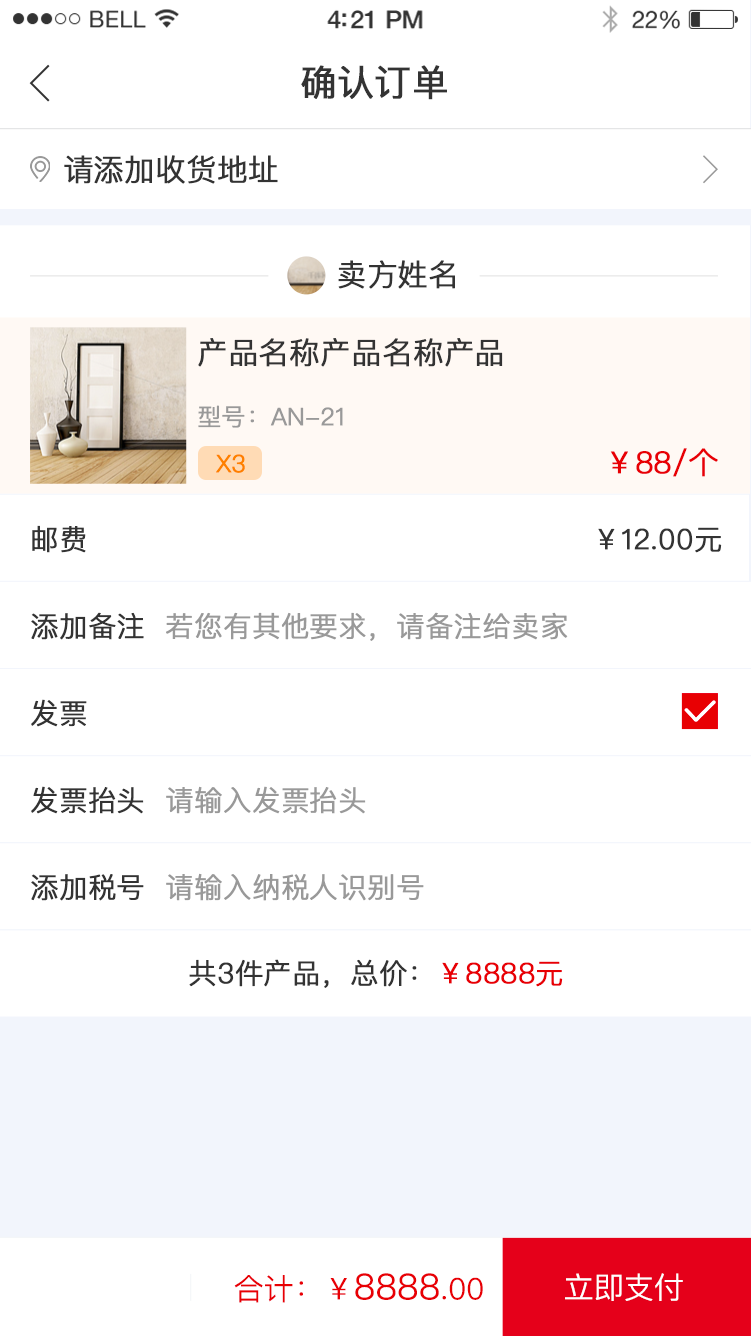 BELL 4:21 PM 22%
确认订单
请添加收货地址
卖方姓名
产品名称产品名称产品
型号：AN-21
X3 ¥88/个
邮费 ¥12.00元
添加备注 若您有其他要求，请备注给卖家
发票
发票抬头 请输入发票抬头
添加税号 请输入纳税人识别号
共3件产品，总价：¥8888元
合计：¥8888.00 立即支付